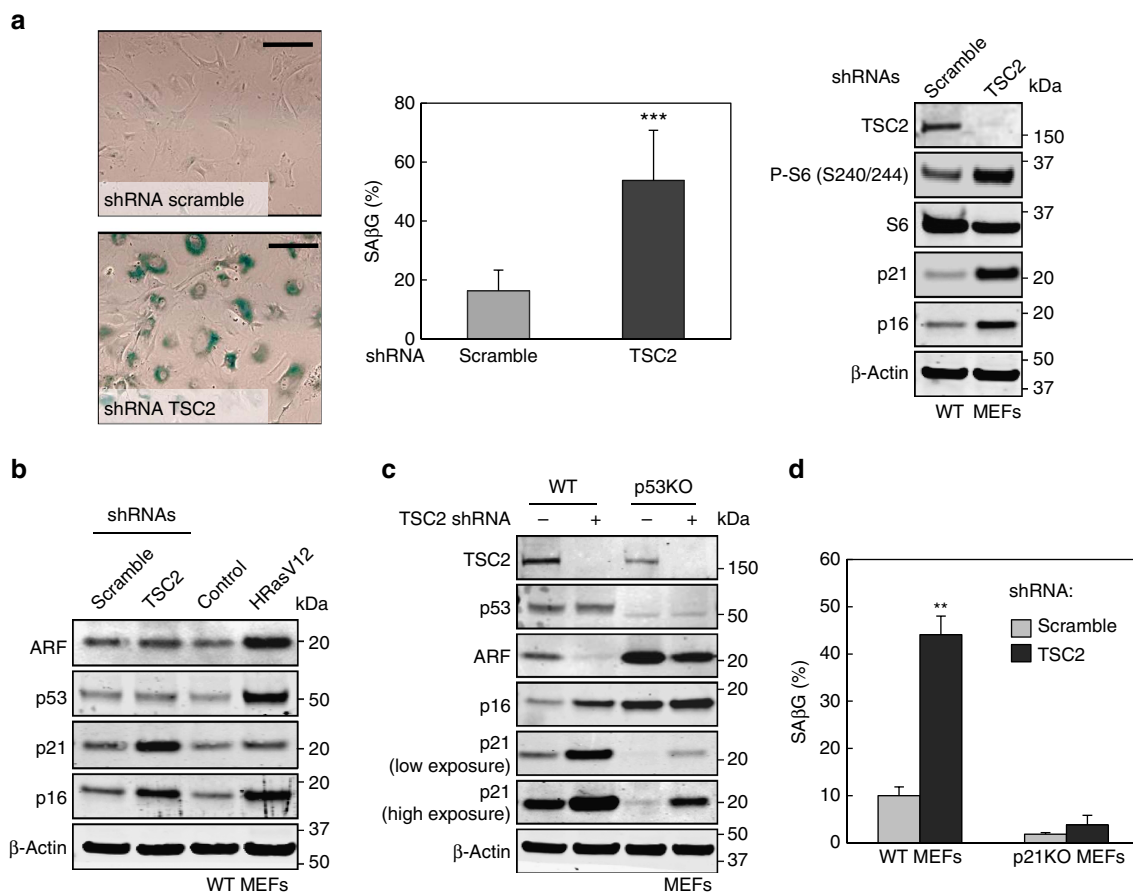 a
shRNA scramble
shRNA TSC2
SAβG (%)
80
60
40
20
0
***
shRNA
Scramble
TSC2
shRNAs
Scramble
TSC2
kDa
TSC2
150
P-S6 (S240/244)
37
S6
37
p21
20
p16
20
β-Actin
50
37
WT MEFs
b
shRNAs
Scramble
TSC2
Control
HRasV12
kDa
ARF
20
p53
50
p21
20
p16
20
β-Actin
37
50
WT MEFs
c
WT
p53KO
TSC2 shRNA
– + – +
kDa
TSC2
150
p53
50
ARF
20
p16
20
p21
(low exposure)
20
p21
(high exposure)
20
β-Actin
50
37
MEFs
d
SAβG (%)
60
50
40
30
20
10
0
**
shRNA:
Scramble
TSC2
WT MEFs
p21KO MEFs